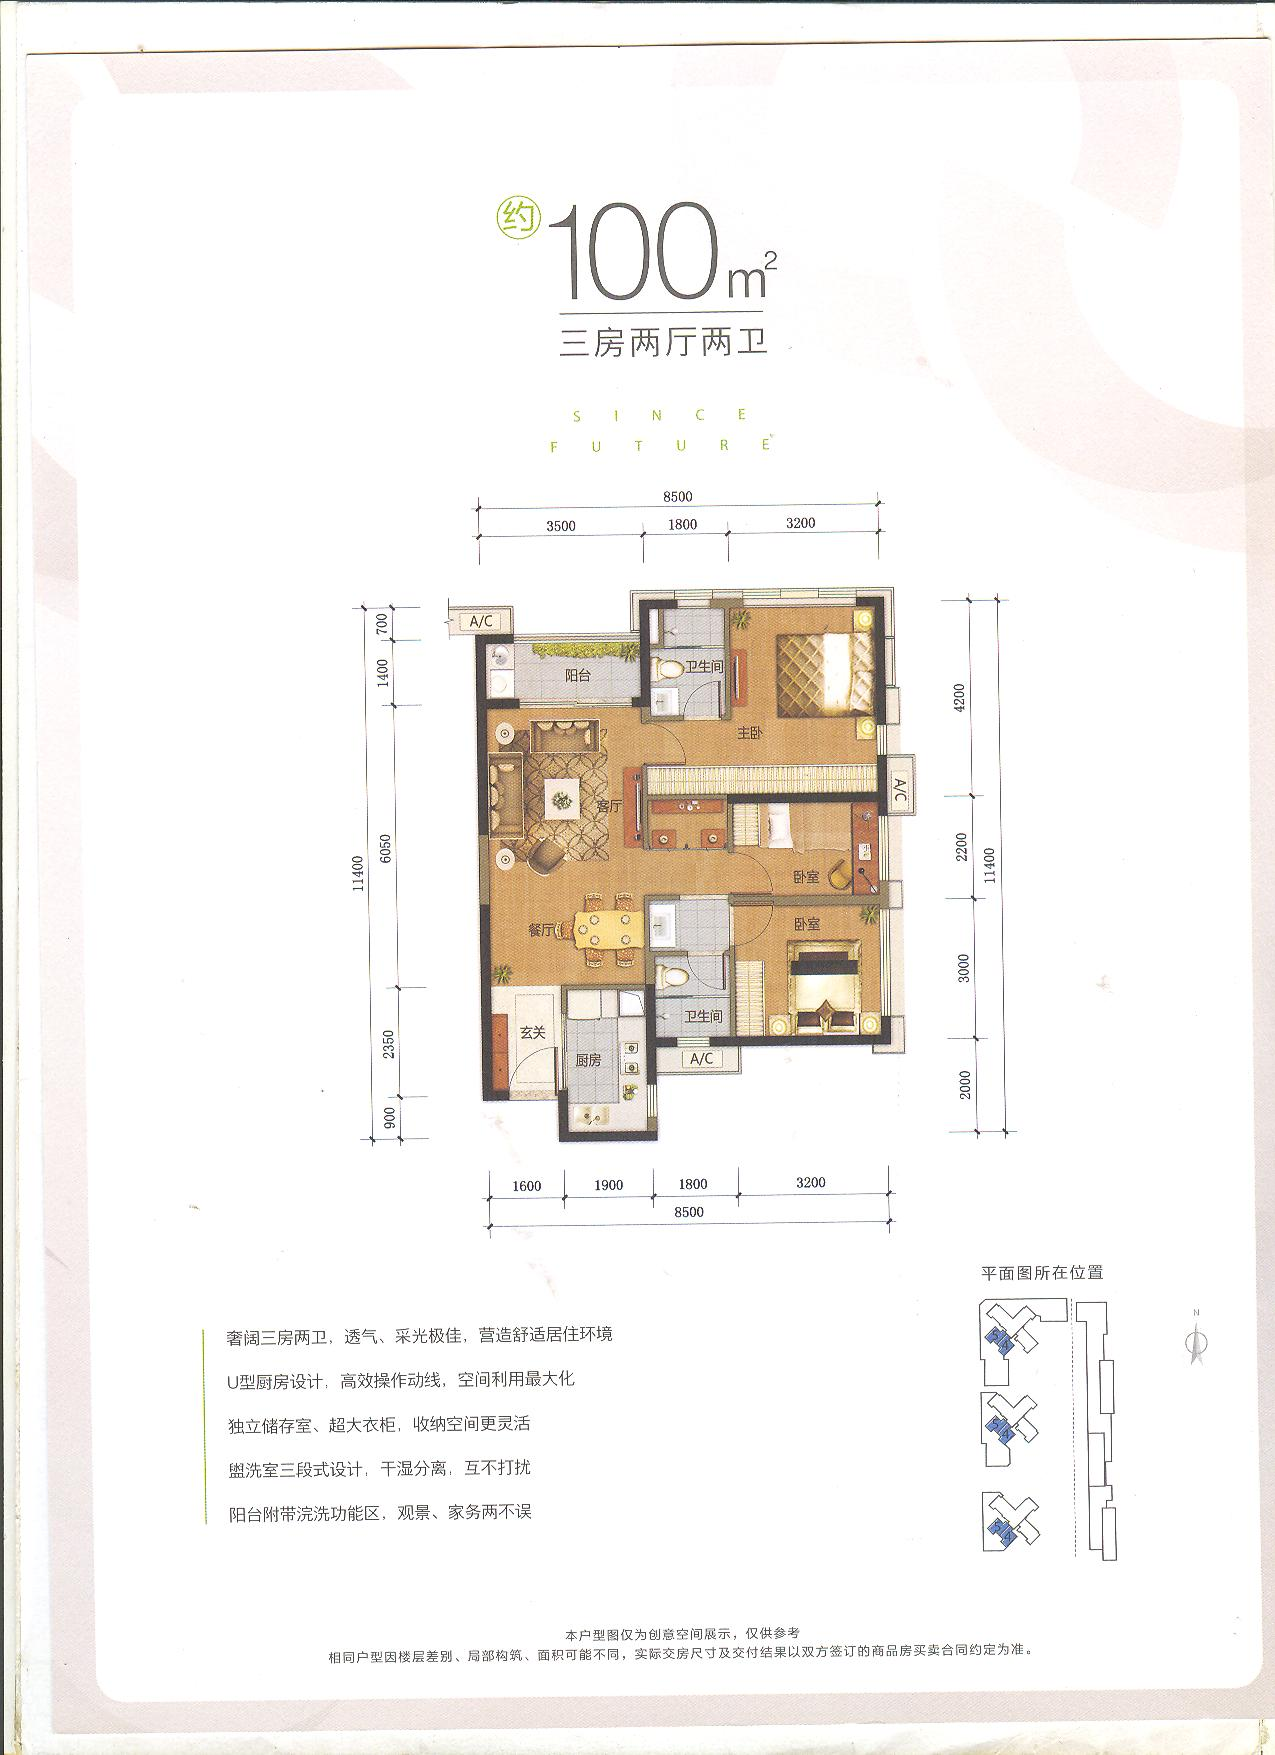 约100m²
三房两厅两卫
SINCE
FUTURE
8500
3500 1800 3200
A/C
700
1400
6050
11400
2350
900
阳台
卫生间
主卧
客厅
A/C
卧室
餐厅
卧室
玄关
厨房
卫生间
A/C
4200
2200
11400
3000
2000
1600 1900 1800 3200
8500
平面图所在位置
N
5 4
5 4
5 4
奢阔三房两卫，透气、采光极佳，营造舒适居住环境
U型厨房设计，高效操作动线，空间利用最大化
独立储存室、超大衣柜，收纳空间更灵活
盥洗室三段式设计，干湿分离，互不打扰
阳台附带浣洗功能区，观景、家务两不误
本户型图仅为创意空间展示，仅供参考
相同户型因楼层差别、局部构筑、面积可能不同，实际交房尺寸及交付结果以双方签订的商品房买卖合同约定为准。